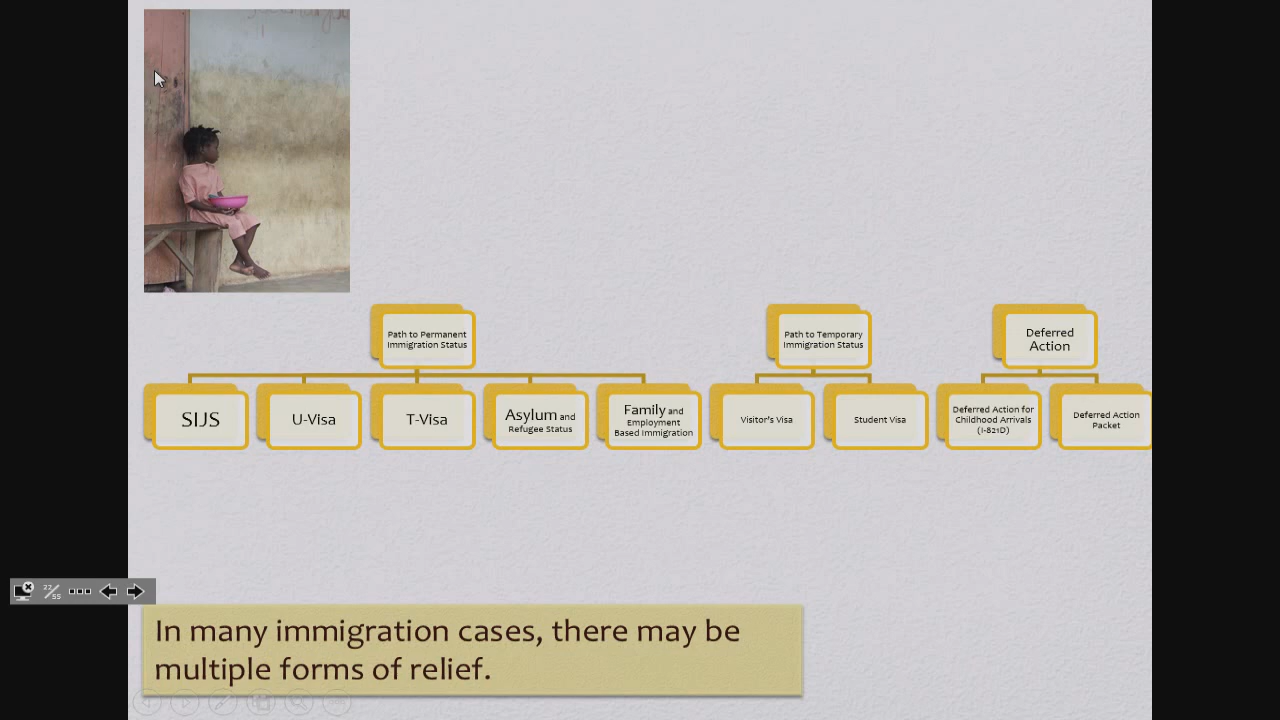 Path to Permanent
Immigration Status
Path to Temporary
Immigration Status
Deferred
Action
SIJS
U-Visa
T-Visa
Asylum and
Refugee Status
Family and
Employment
Based Immigration
Visitor's Visa
Student Visa
Deferred Action for
Childhood Arrivals
(I-821D)
Deferred Action
Packet
In many immigration cases, there may be
multiple forms of relief.